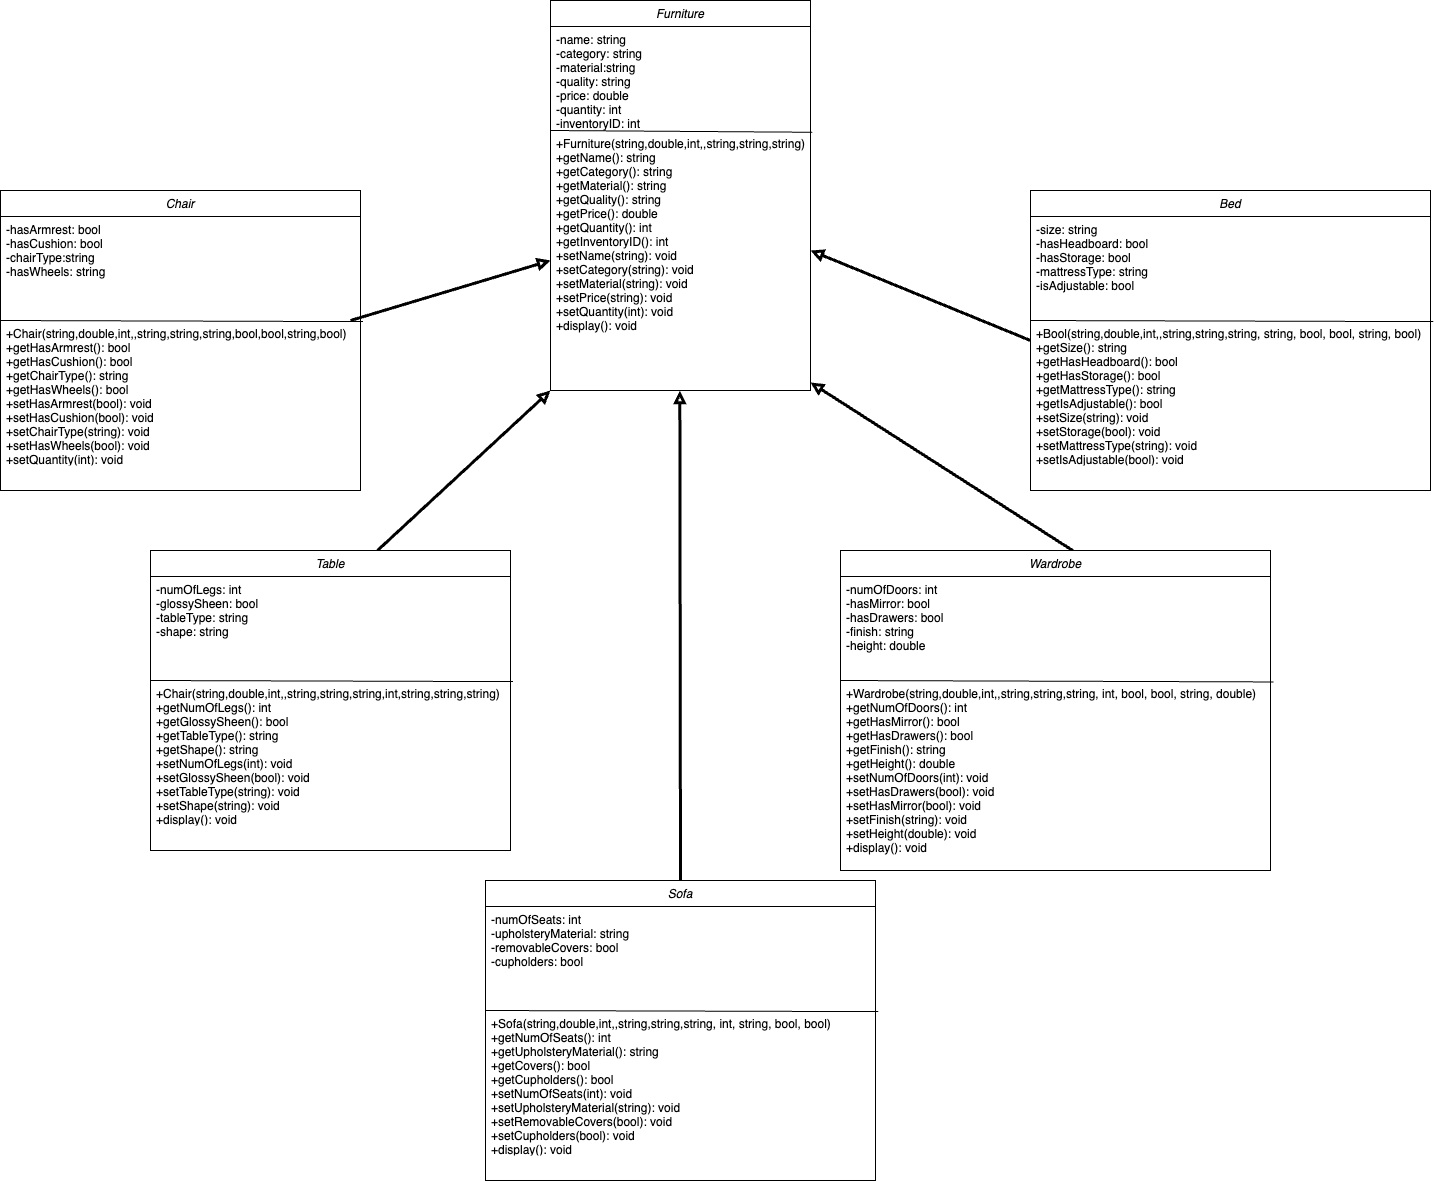 Furniture
-name: string
-category: string
-material:string
-quality: string
-price: double
-quantity: int
-inventoryID: int
+Furniture(string,double,int,,string,string,string)
+getName(): string
+getCategory(): string
+getMaterial(): string
+getQuality(): string
+getPrice(): double
+getQuantity(): int
+getInventoryID(): int
+setName(string): void
+setCategory(string): void
+setMaterial(string): void
+setPrice(string): void
+setQuantity(int): void
+display(): void
Chair
-hasArmrest: bool
-hasCushion: bool
-chairType:string
-hasWheels: string
+Chair(string,double,int,,string,string,string,bool,bool,string,bool)
+getHasArmrest(): bool
+getHasCushion(): bool
+getChairType(): string
+getHasWheels(): bool
+setHasArmrest(bool): void
+setHasCushion(bool): void
+setChairType(string): void
+setHasWheels(bool): void
+setQuantity(int): void
Bed
-size: string
-hasHeadboard: bool
-hasStorage: bool
-mattressType: string
-isAdjustable: bool
+Bool(string,double,int,,string,string,string, string, bool, bool, string, bool)
+getSize(): string
+getHasHeadboard(): bool
+getHasStorage(): bool
+getMattressType(): string
+getIsAdjustable(): bool
+setSize(string): void
+setStorage(bool): void
+setMattressType(string): void
+setIsAdjustable(bool): void
Table
-numOfLegs: int
-glossySheen: bool
-tableType: string
-shape: string
+Chair(string,double,int,,string,string,string,int,string,string,string)
+getNumOfLegs(): int
+getGlossySheen(): bool
+getTableType(): string
+getShape(): string
+setNumOfLegs(int): void
+setGlossySheen(bool): void
+setTableType(string): void
+setShape(string): void
+display(): void
Wardrobe
-numOfDoors: int
-hasMirror: bool
-hasDrawers: bool
-finish: string
-height: double
+Wardrobe(string,double,int,,string,string,string, int, bool, bool, string, double)
+getNumOfDoors(): int
+getHasMirror(): bool
+getHasDrawers(): bool
+getFinish(): string
+getHeight(): double
+setNumOfDoors(int): void
+setHasDrawers(bool): void
+setHasMirror(bool): void
+setFinish(string): void
+setHeight(double): void
+display(): void
Sofa
-numOfSeats: int
-upholsteryMaterial: string
-removableCovers: bool
-cupholders: bool
+Sofa(string,double,int,,string,string,string, int, string, bool, bool)
+getNumOfSeats(): int
+getUpholsteryMaterial(): string
+getCovers(): bool
+getCupholders(): bool
+setNumOfSeats(int): void
+setUpholsteryMaterial(string): void
+setRemovableCovers(bool): void
+setCupholders(bool): void
+display(): void